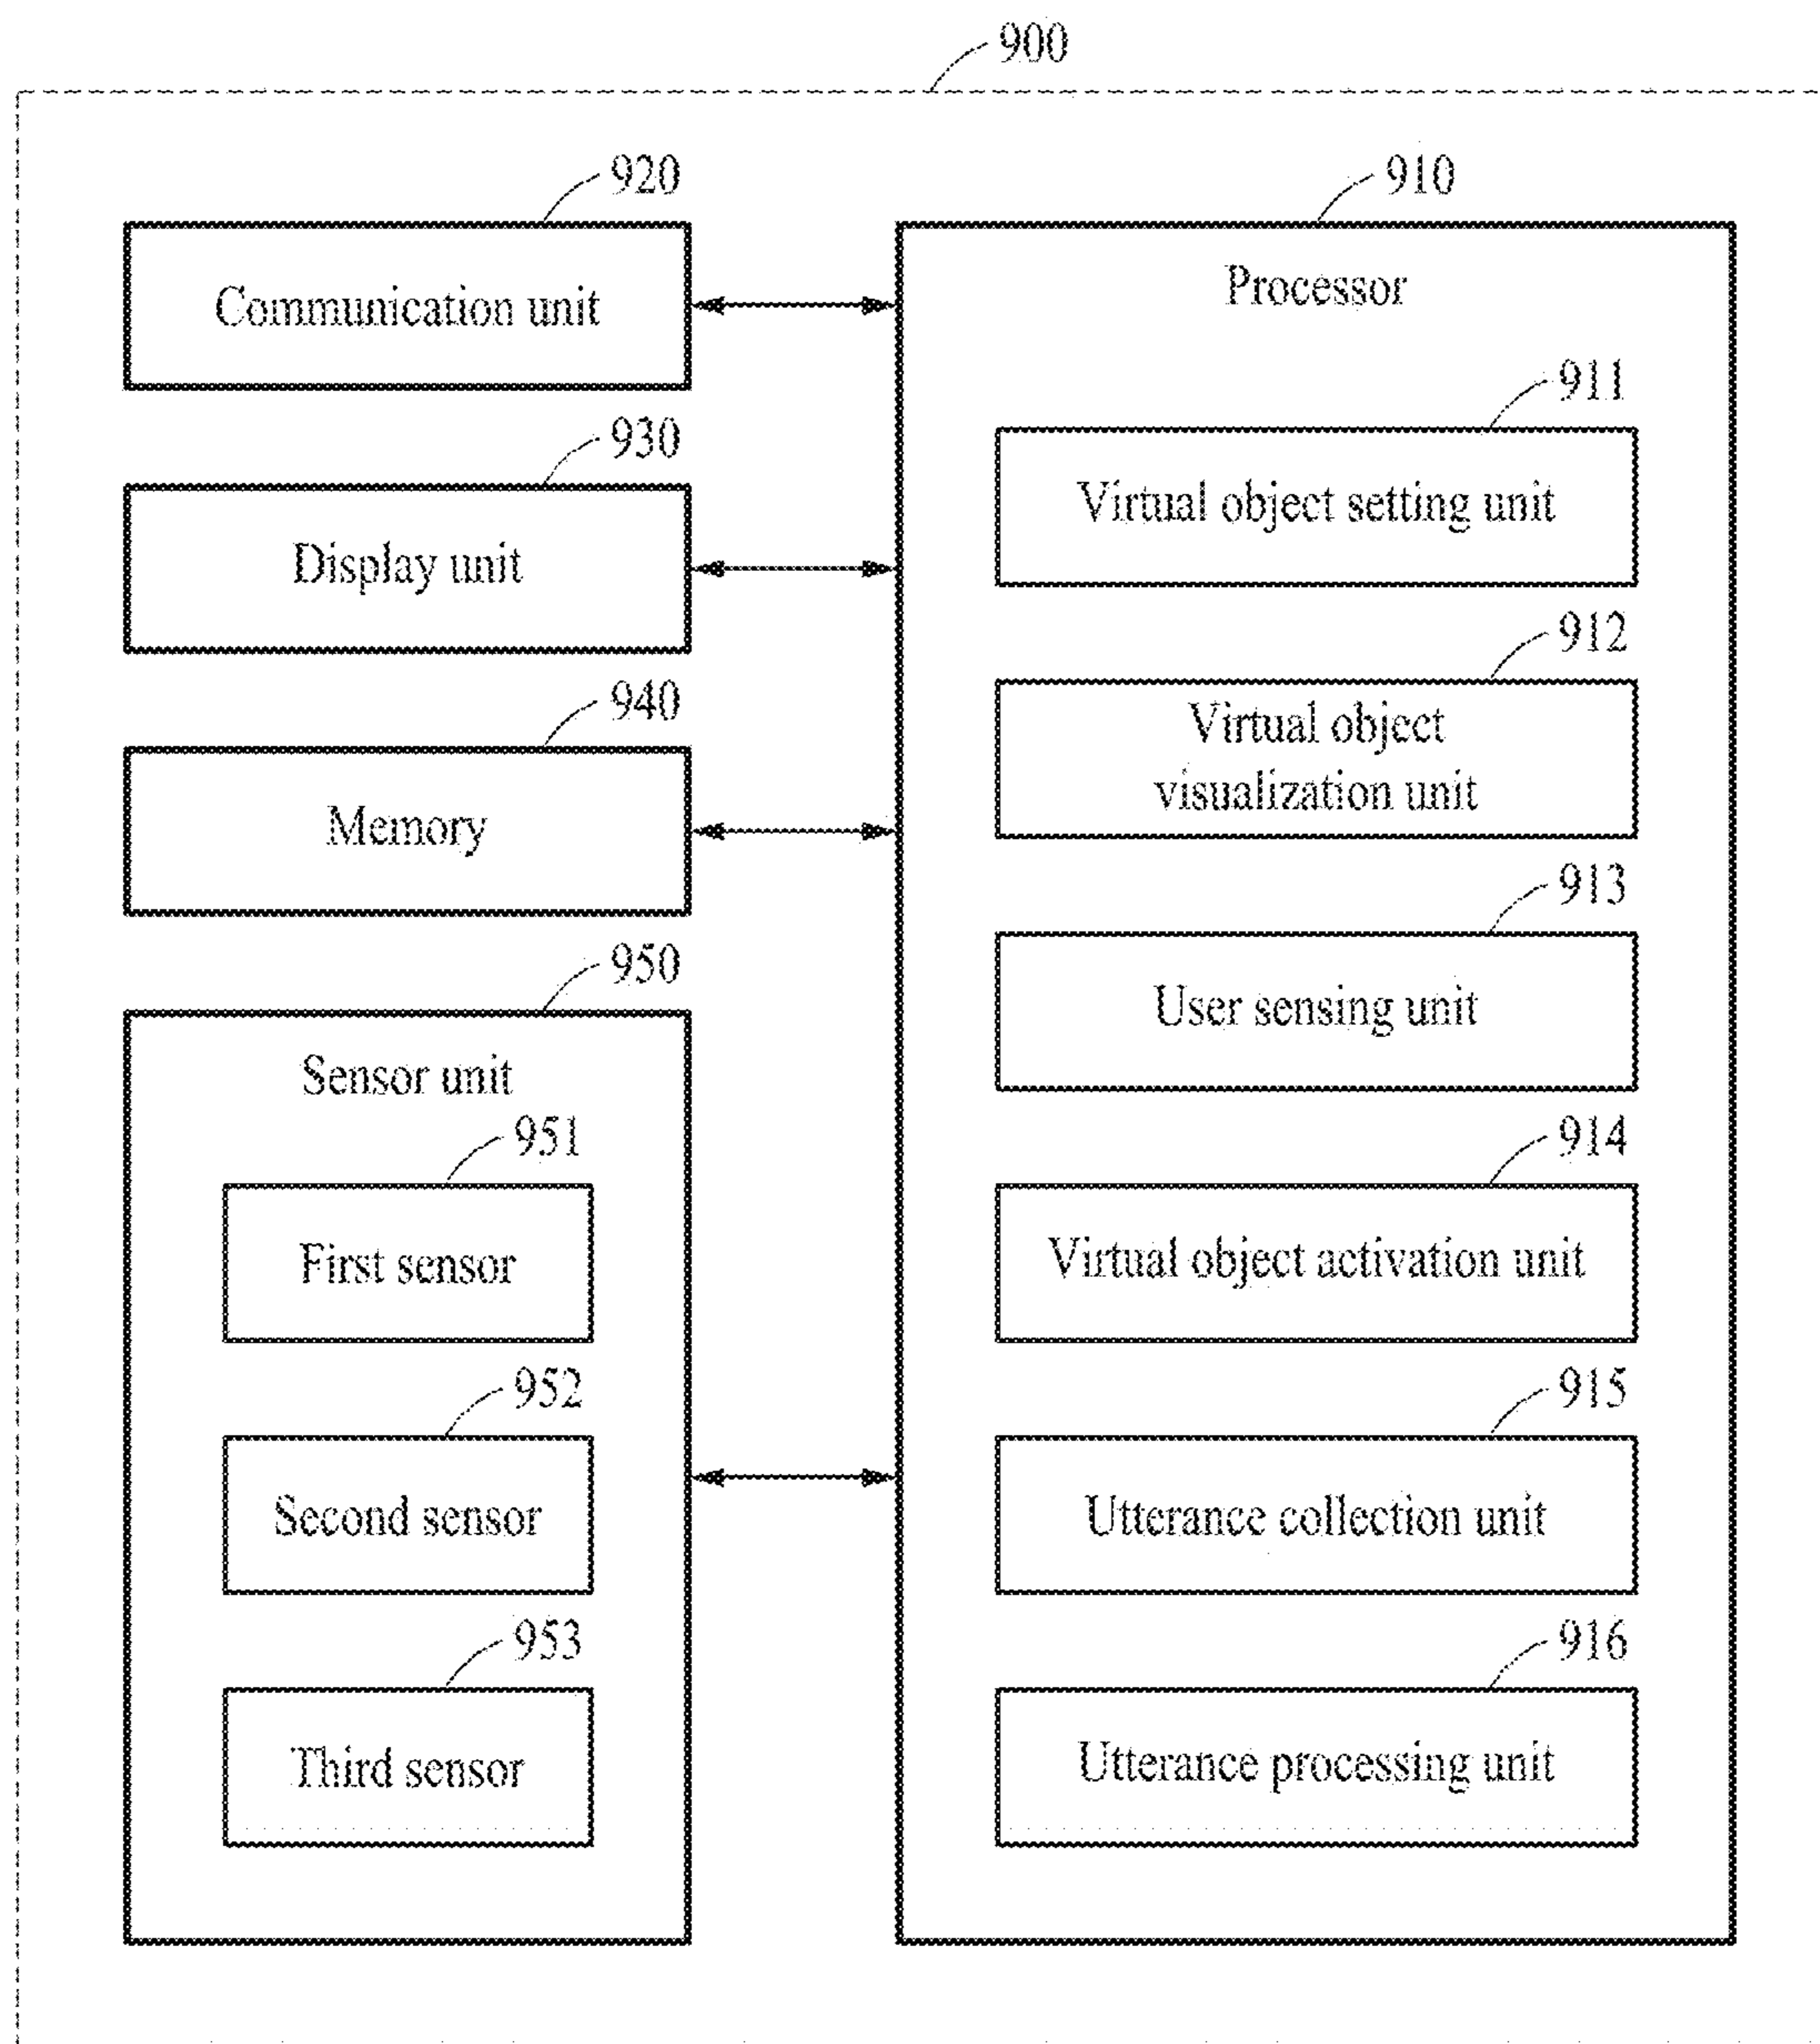 900
920
Communication unit
930
Display unit
940
Memory
950
Sensor unit
951
First sensor
952
Second sensor
953
Third sensor
910
Processor
911
Virtual object setting unit
912
Virtual object
visualization unit
913
User sensing unit
914
Virtual object activation unit
915
Utterance collection unit
916
Utterance processing unit